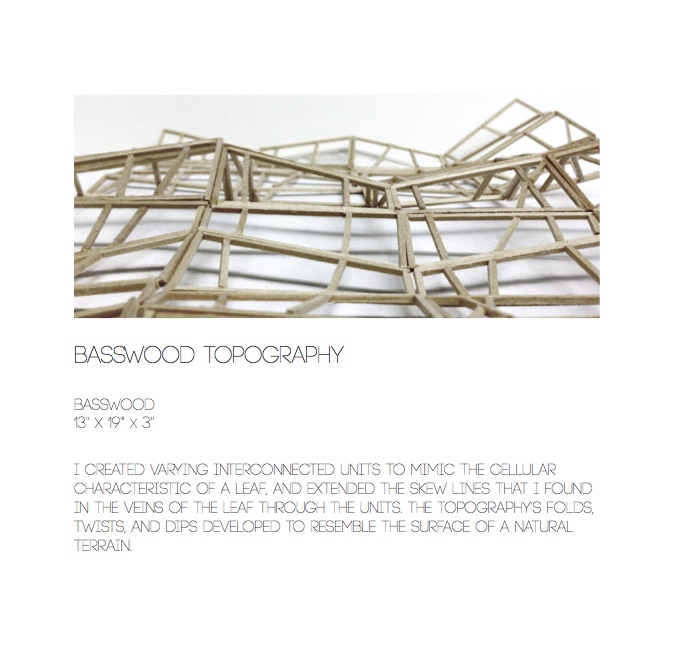 BASSWOOD TOPOGRAPHY
BASSWOOD
13" X 19" X 3"
I CREATED VARYING INTERCONNECTED UNITS TO MIMIC THE CELLULAR
CHARACTERISTIC OF A LEAF, AND EXTENDED THE SKEW LINES THAT I FOUND
IN THE VEINS OF THE LEAF THROUGH THE UNITS. THE TOPOGRAPHY'S FOLDS,
TWISTS, AND DIPS DEVELOPED TO RESEMBLE THE SURFACE OF A NATURAL
TERRAIN.